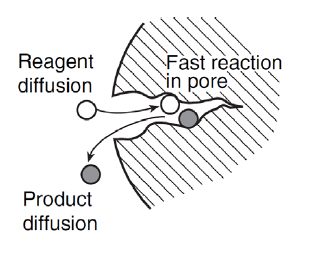 Reagent
diffusion
Fast reaction
in pore
Product
diffusion